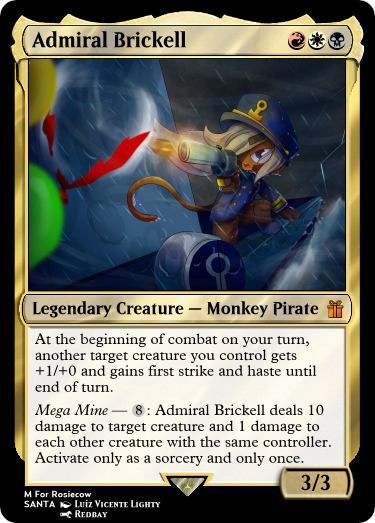 Admiral Brickell
Legendary Creature — Monkey Pirate
At the beginning of combat on your turn,
another target creature you control gets
+1/+0 and gains first strike and haste until
end of turn.
Mega Mine — 8: Admiral Brickell deals 10
damage to target creature and 1 damage to
each other creature with the same controller.
Activate only as a sorcery and only once.
3/3
M For Rosiecow
SANTA Luiz Vicente Lighty
Redbay